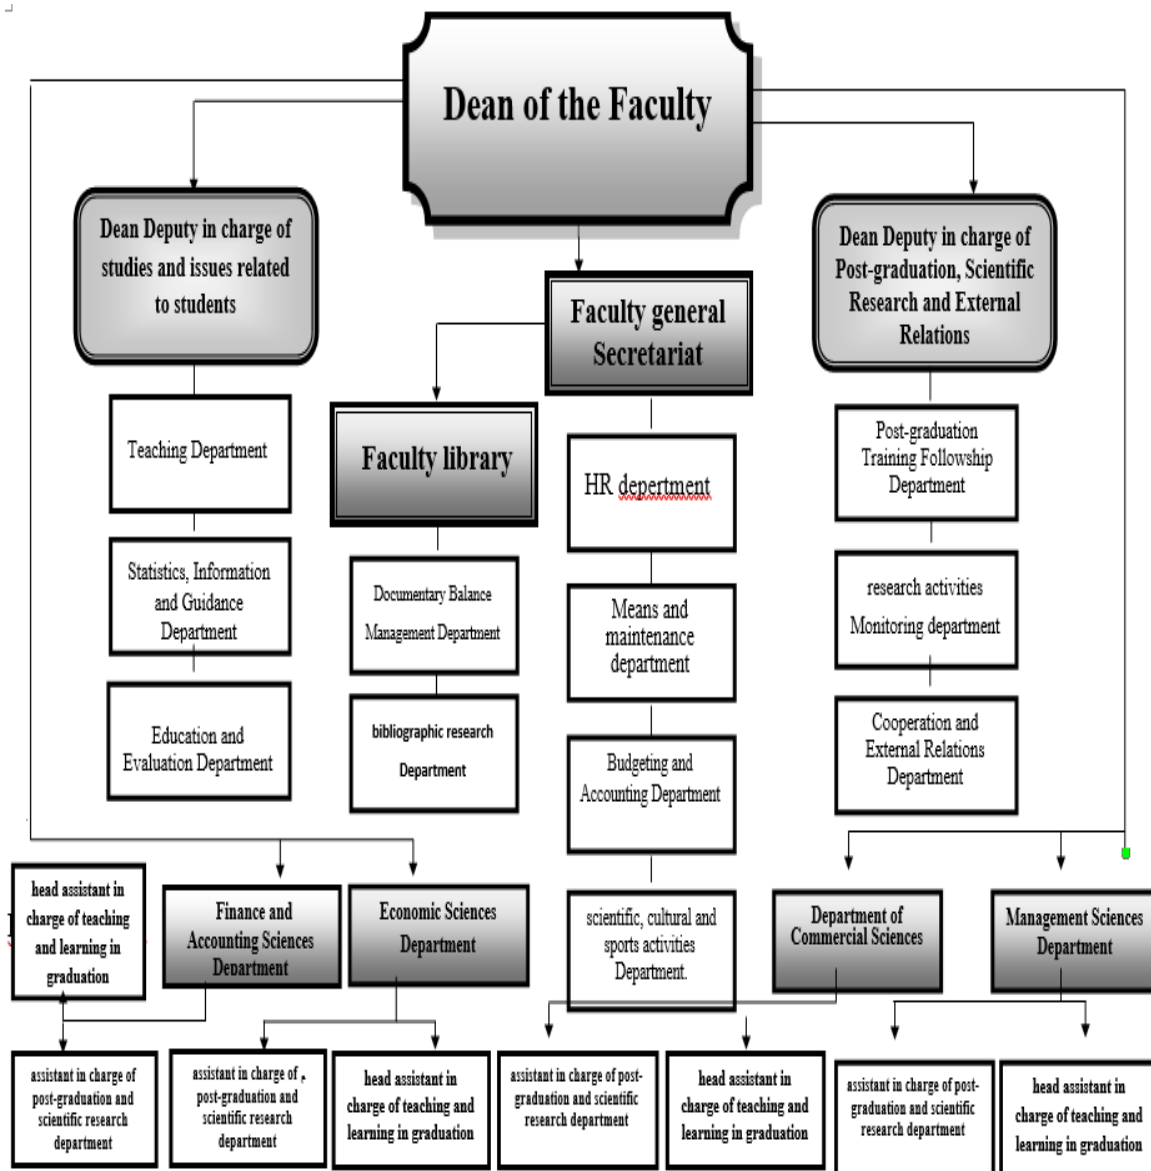 Dean of the Faculty
Dean Deputy in charge of
studies and issues related
to students
Dean Deputy in charge of
Post-graduation, Scientific
Research and External
Relations
Faculty general
Secretariat
Faculty library
Teaching Department
Statistics, Information
and Guidance
Department
Education and
Evaluation Department
Documentary Balance
Management Department
bibliographic research
Department
HR depertment
Means and
maintenance
department
Budgeting and
Accounting Department
scientific, cultural and
sports activities
Department.
Post-graduation
Training Followship
Department
research activities
Monitoring department
Cooperation and
External Relations
Department
head assistant in
charge of teaching
and learning in
graduation
Finance and
Accounting Sciences
Department
Economic Sciences
Department
Department of
Commercial Sciences
Management Sciences
Department
assistant in charge of
post-graduation and
scientific research
department
assistant in charge of
post-graduation and
scientific research
department
head assistant in
charge of teaching and
learning in graduation
assistant in charge of post-
graduation and scientific
research department
head assistant in
charge of teaching and
learning in graduation
assistant in charge of post-
graduation and scientific
research department
head assistant in
charge of teaching and
learning in graduation